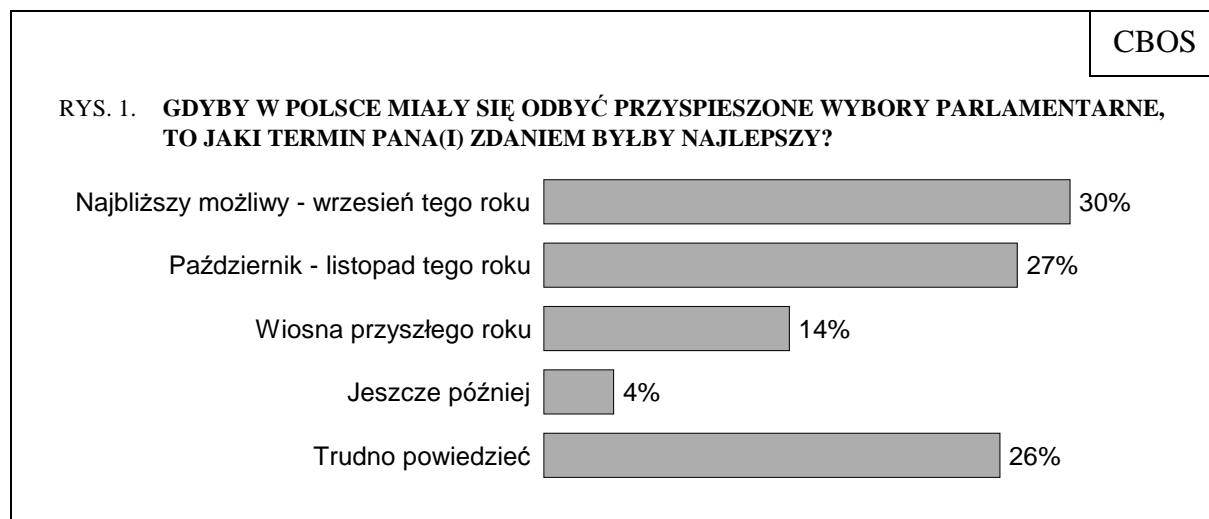 CBOS
RYS. 1. GDYBY W POLSCE MIAŁY SIĘ ODBYĆ PRZYSPIESZONE WYBORY PARLAMENTARNE,
TO JAKI TERMIN PANA(I) ZDANIEM BYŁBY NAJLEPSZY?
Najbliższy możliwy - wrzesień tego roku 30%
Październik - listopad tego roku 27%
Wiosna przyszłego roku 14%
Jeszcze później 4%
Trudno powiedzieć 26%